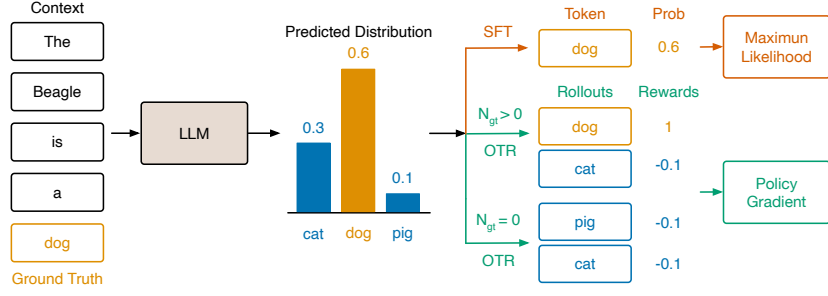 Context
The
Beagle
is
a
dog
Ground Truth
LLM
Predicted Distribution
0.3
0.6
0.1
cat dog pig
SFT
Token Prob
dog 0.6
Maximun
Likelihood
Rollouts Rewards
N_gt > 0
OTR
dog 1
cat -0.1
N_gt = 0
OTR
pig -0.1
cat -0.1
Policy
Gradient